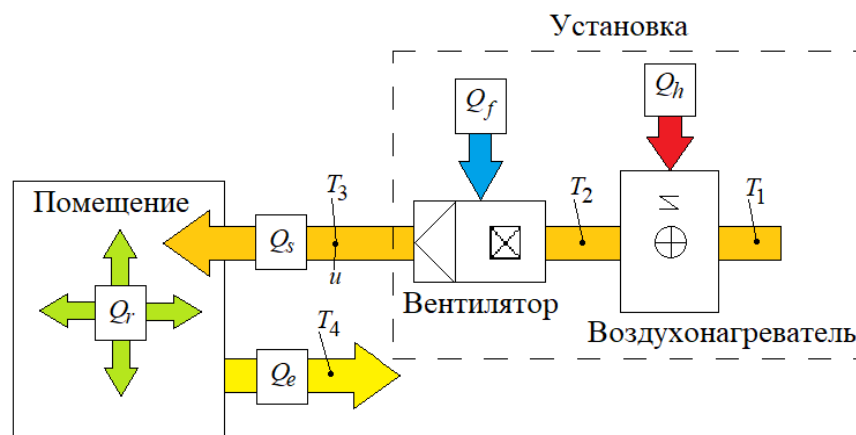 Установка
Q_f
Q_h
T_3
T_2
T_1
Помещение
Q_s
u
Вентилятор
Q_r
T_4
Воздухонагреватель
Q_e